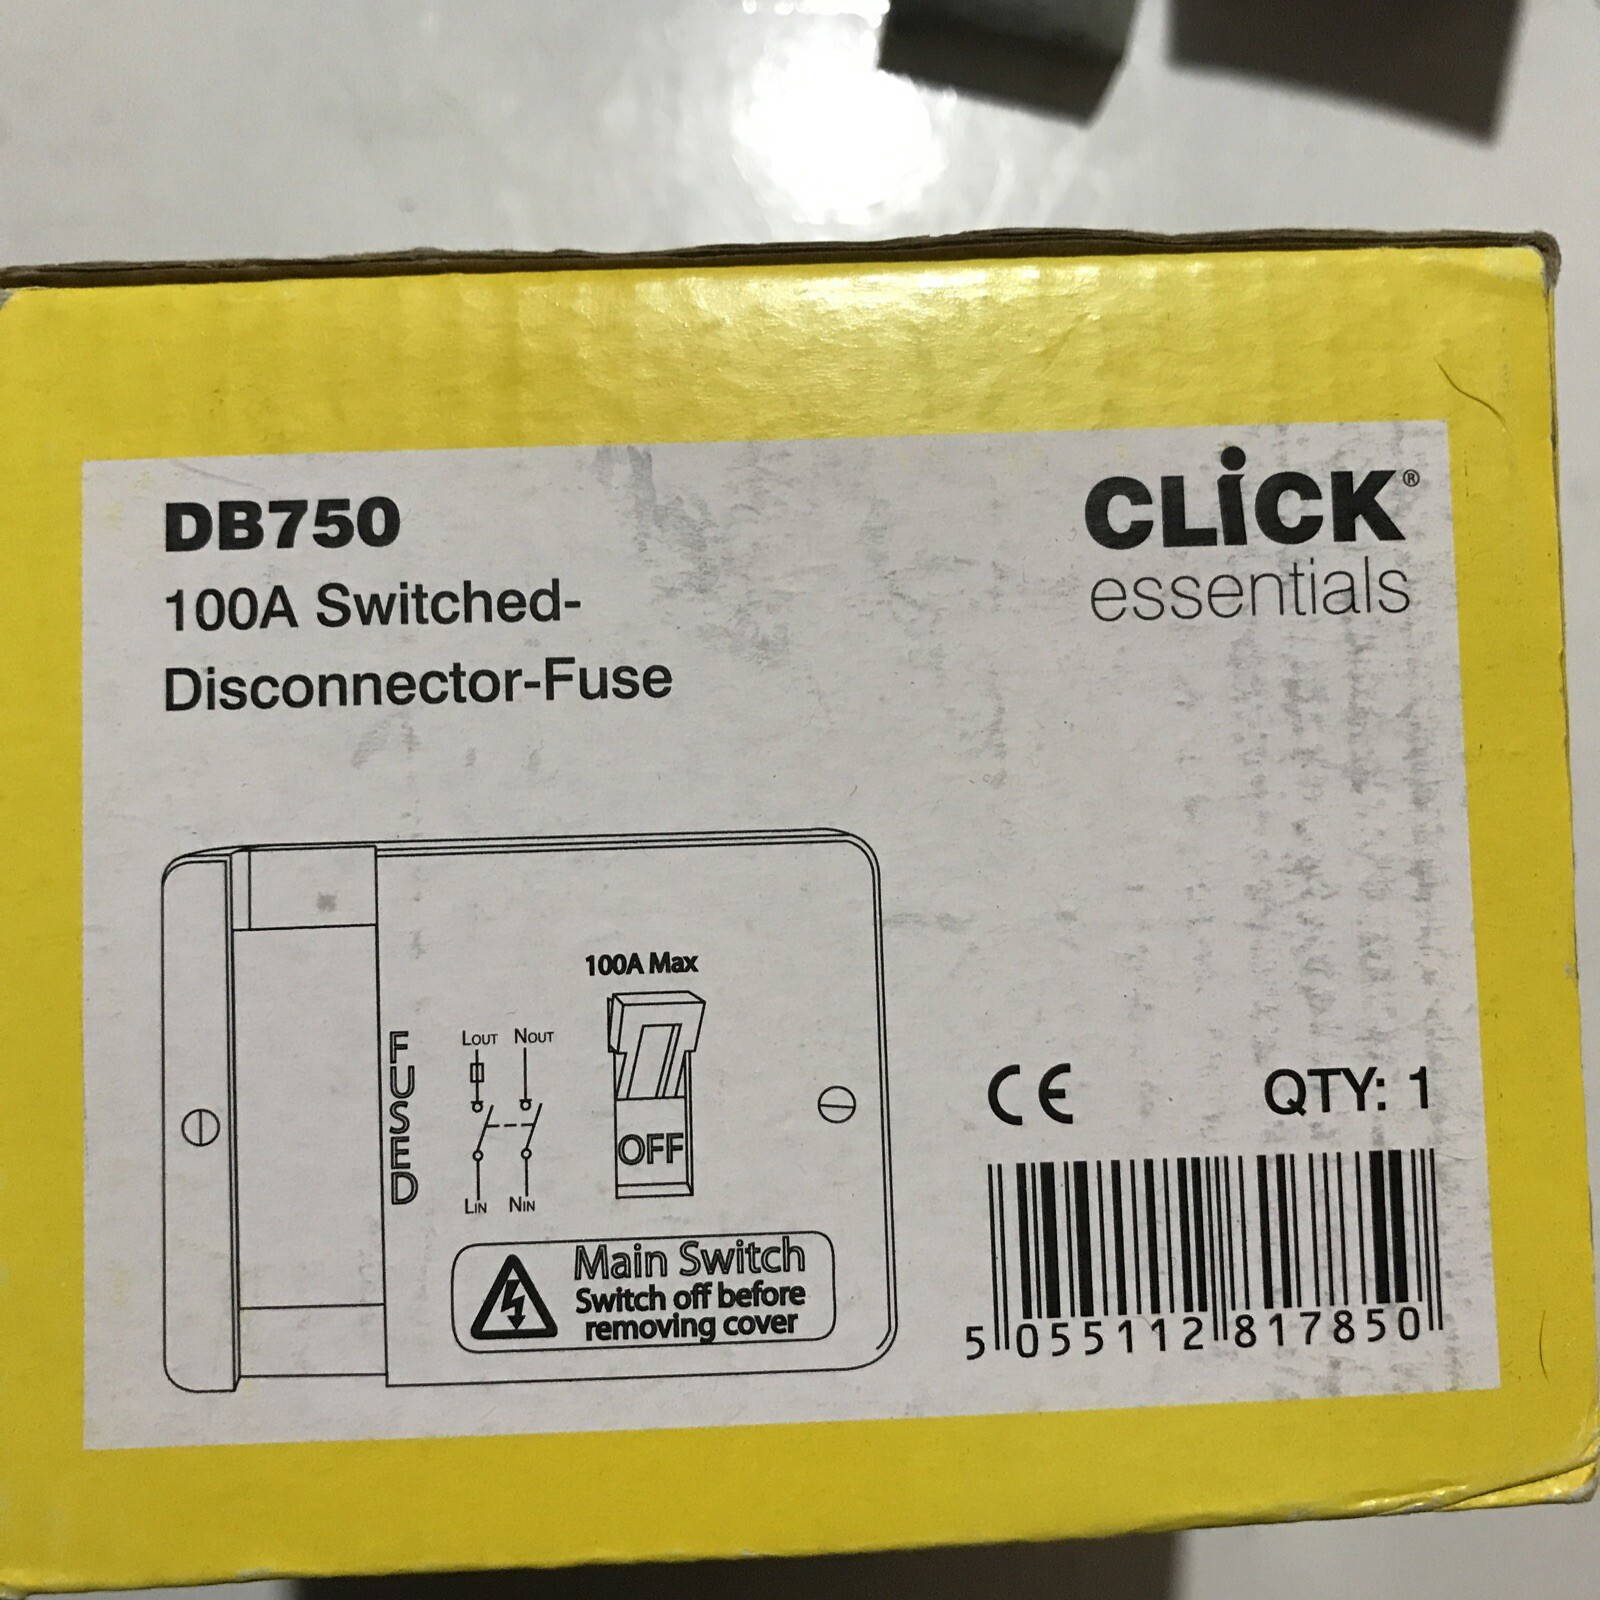 DB750
100A Switched-
Disconnector-Fuse
CLiCK®
essentials
100A Max
FUSED
LOUT NOUT
OFF
LIN NIN
Main Switch
Switch off before
removing cover
CE
QTY: 1
5 055112 817850